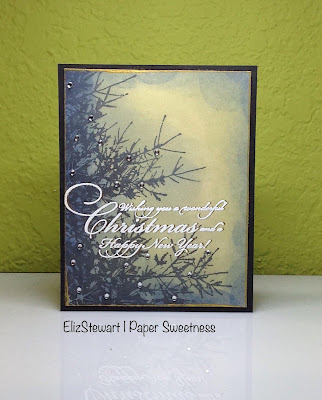 Wishing you a wonderful
Christmas and a
Happy New Year!
ElizStewart | Paper Sweetness